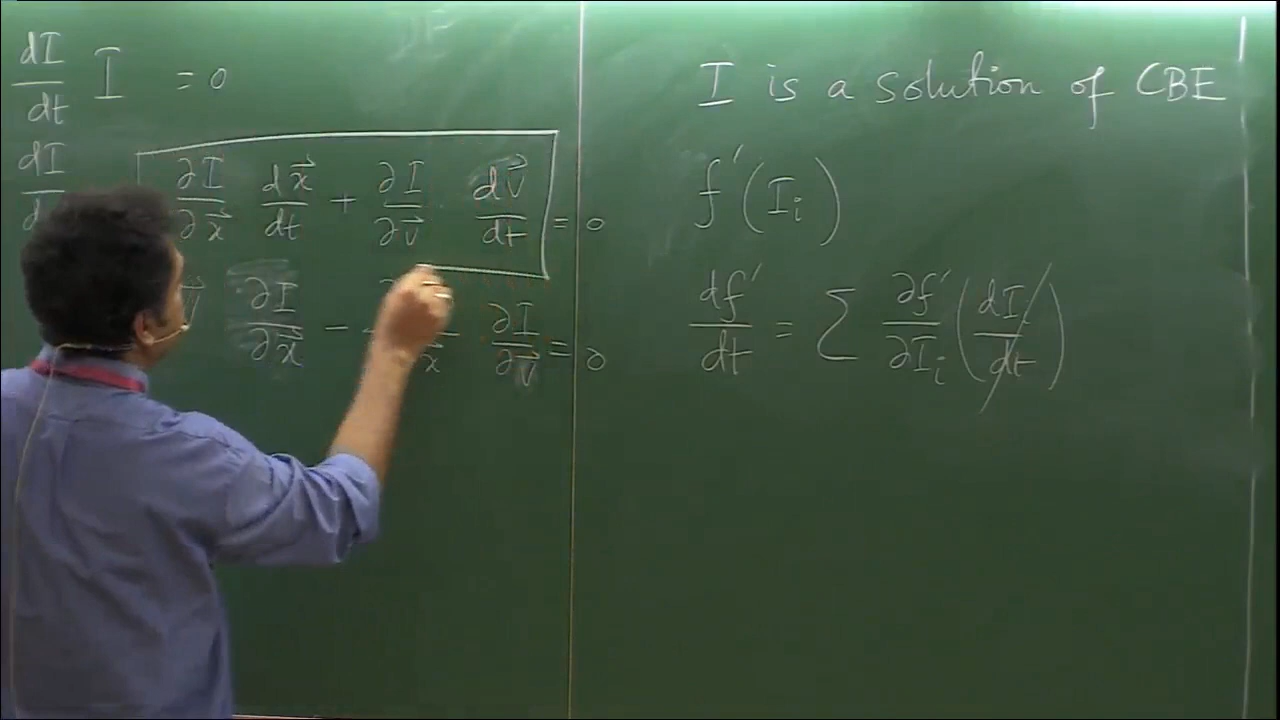 dI/dt I = 0
dI/d ∂I/∂x⃗ dx⃗/dt + ∂I/∂v⃗ dv⃗/dt = 0
v⃗ ∂I/∂x⃗ − x⃗ ∂I/∂v⃗ = 0
I is a solution of CBE
f′(Iᵢ)
df′/dt = Σ ∂f′/∂Iᵢ (dIᵢ/dt)